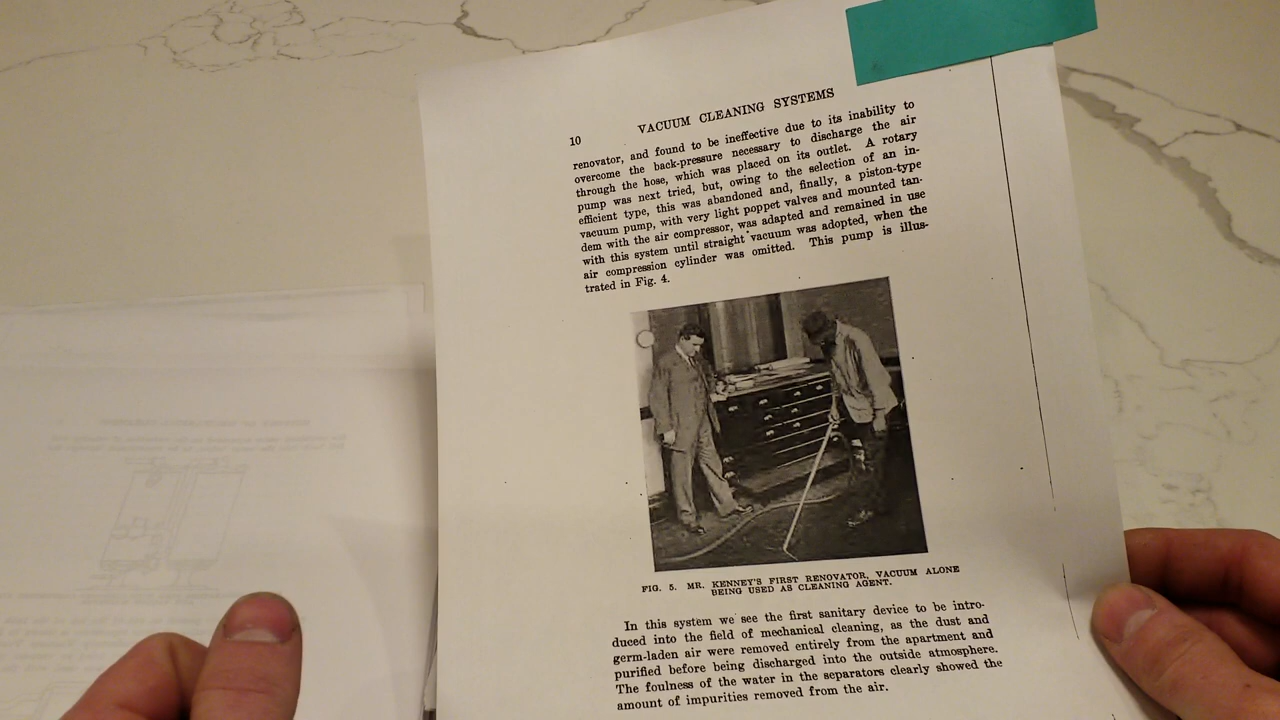 10
VACUUM CLEANING SYSTEMS
renovator, and found to be ineffective due to its inability to
overcome the back-pressure necessary to discharge the air
through the hose, which was placed on its outlet. A rotary
pump was next tried, but, owing to the selection of an in-
efficient type, this was abandoned and, finally, a piston-type
vacuum pump, with very light poppet valves and mounted tan-
dem with the air compressor, was adapted and remained in use
with this system until straight vacuum was adopted, when the
air compression cylinder was omitted. This pump is illus-
trated in Fig. 4.
FIG. 5. MR. KENNEY'S FIRST RENOVATOR, VACUUM ALONE
BEING USED AS CLEANING AGENT.
In this system we see the first sanitary device to be intro-
duced into the field of mechanical cleaning, as the dust and
germ-laden air were removed entirely from the apartment and
purified before being discharged into the outside atmosphere.
The foulness of the water in the separators clearly showed the
amount of impurities removed from the air.